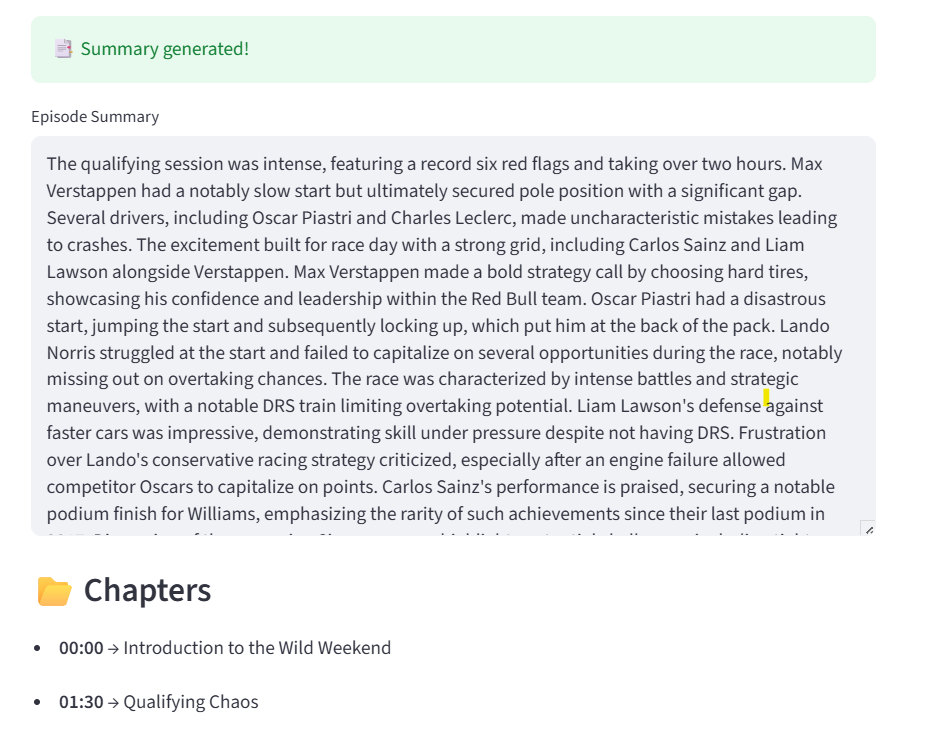 Summary generated!
Episode Summary
The qualifying session was intense, featuring a record six red flags and taking over two hours. Max
Verstappen had a notably slow start but ultimately secured pole position with a significant gap.
Several drivers, including Oscar Piastri and Charles Leclerc, made uncharacteristic mistakes leading
to crashes. The excitement built for race day with a strong grid, including Carlos Sainz and Liam
Lawson alongside Verstappen. Max Verstappen made a bold strategy call by choosing hard tires,
showcasing his confidence and leadership within the Red Bull team. Oscar Piastri had a disastrous
start, jumping the start and subsequently locking up, which put him at the back of the pack. Lando
Norris struggled at the start and failed to capitalize on several opportunities during the race, notably
missing out on overtaking chances. The race was characterized by intense battles and strategic
maneuvers, with a notable DRS train limiting overtaking potential. Liam Lawson's defense against
faster cars was impressive, demonstrating skill under pressure despite not having DRS. Frustration
over Lando's conservative racing strategy criticized, especially after an engine failure allowed
competitor Oscars to capitalize on points. Carlos Sainz's performance is praised, securing a notable
podium finish for Williams, emphasizing the rarity of such achievements since their last podium in
Chapters
00:00 → Introduction to the Wild Weekend
01:30 → Qualifying Chaos